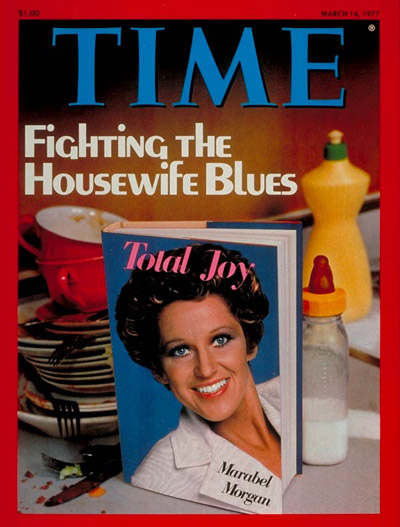 $1.00
MARCH 14, 1977
TIME®
Fighting the
Housewife Blues
Total Joy
Marabel
Morgan